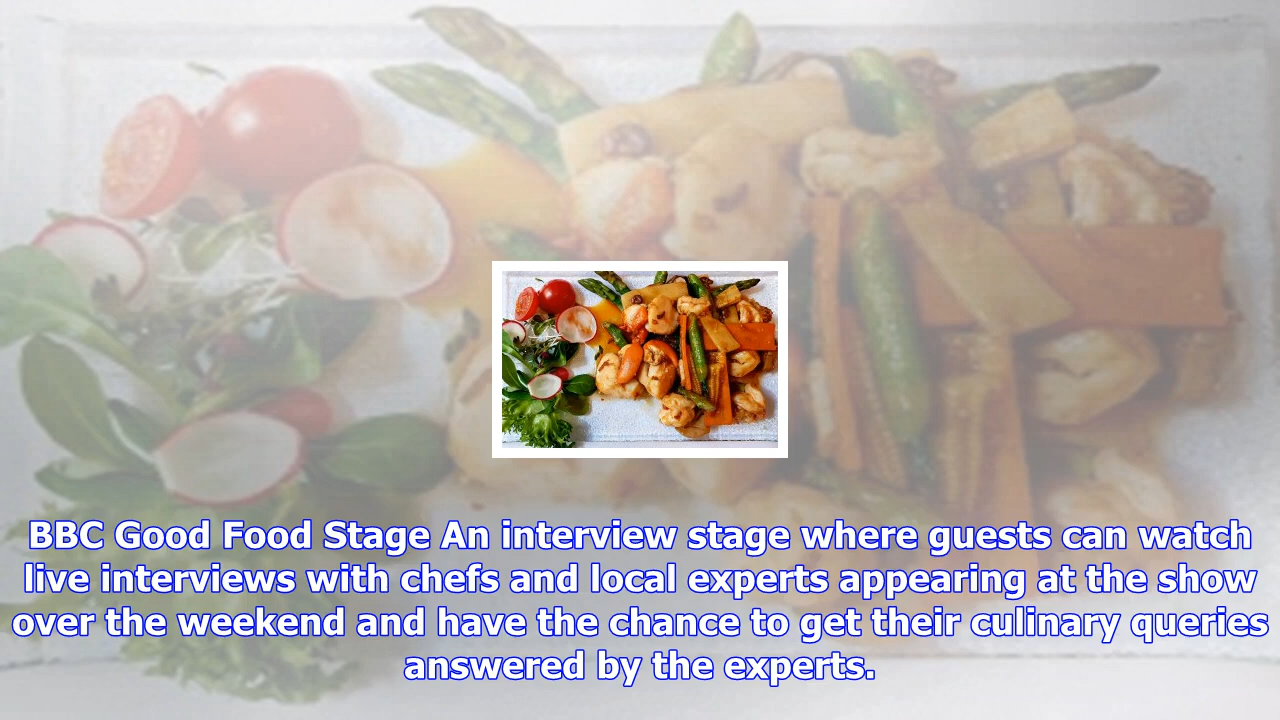 BBC Good Food Stage An interview stage where guests can watch
live interviews with chefs and local experts appearing at the show
over the weekend and have the chance to get their culinary queries
answered by the experts.